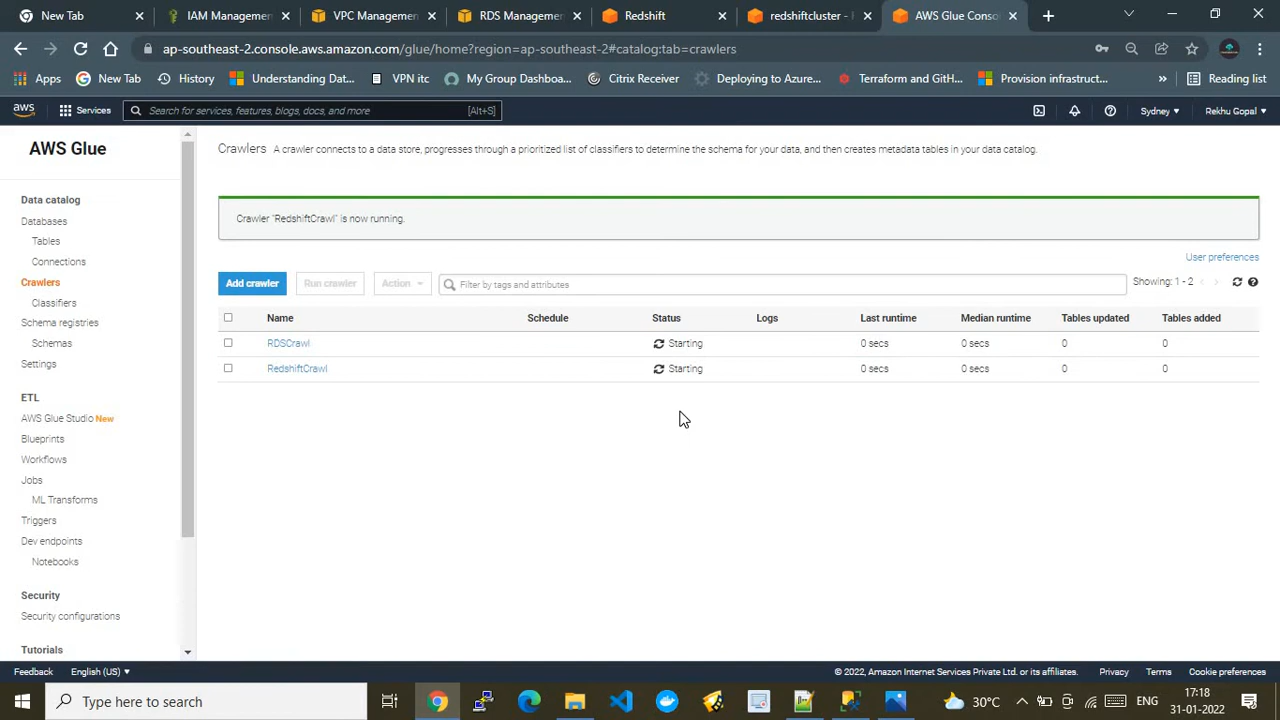 New Tab
IAM Managemen
VPC Managemen
RDS Managemen
Redshift
redshiftcluster -
AWS Glue Conso
ap-southeast-2.console.aws.amazon.com/glue/home?region=ap-southeast-2#catalog:tab=crawlers
Apps
New Tab
History
Understanding Dat...
VPN itc
My Group Dashboa...
Citrix Receiver
Deploying to Azure...
Terraform and GitH...
Provision infrastruct...
Reading list
aws
Services
Search for services, features, blogs, docs, and more
[Alt+S]
Sydney
Rekhu Gopal
AWS Glue
Data catalog
Databases
Tables
Connections
Crawlers
Classifiers
Schema registries
Schemas
Settings
ETL
AWS Glue Studio New
Blueprints
Workflows
Jobs
ML Transforms
Triggers
Dev endpoints
Notebooks
Security
Security configurations
Tutorials
Crawlers A crawler connects to a data store, progresses through a prioritized list of classifiers to determine the schema for your data, and then creates metadata tables in your data catalog.
Crawler "RedshiftCrawl" is now running.
User preferences
Add crawler
Run crawler
Action
Filter by tags and attributes
Showing: 1 - 2
Name Schedule Status Logs Last runtime Median runtime Tables updated Tables added
RDSCrawl Starting 0 secs 0 secs 0 0
RedshiftCrawl Starting 0 secs 0 secs 0 0
Feedback
English (US)
© 2022, Amazon Internet Services Private Ltd. or its affiliates.
Privacy
Terms
Cookie preferences
Type here to search
30°C
ENG
17:18
31-01-2022